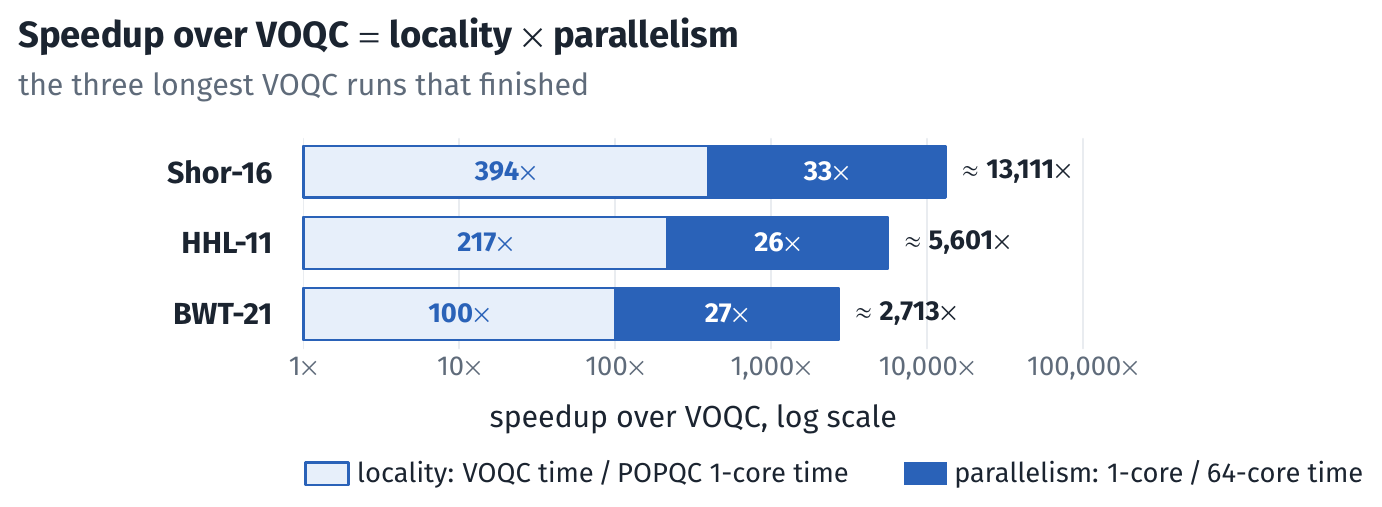 Speedup over VOQC = locality × parallelism
the three longest VOQC runs that finished
Shor-16 394× 33× ≈ 13,111×
HHL-11 217× 26× ≈ 5,601×
BWT-21 100× 27× ≈ 2,713×
1× 10× 100× 1,000× 10,000× 100,000×
speedup over VOQC, log scale
locality: VOQC time / POPQC 1-core time parallelism: 1-core / 64-core time